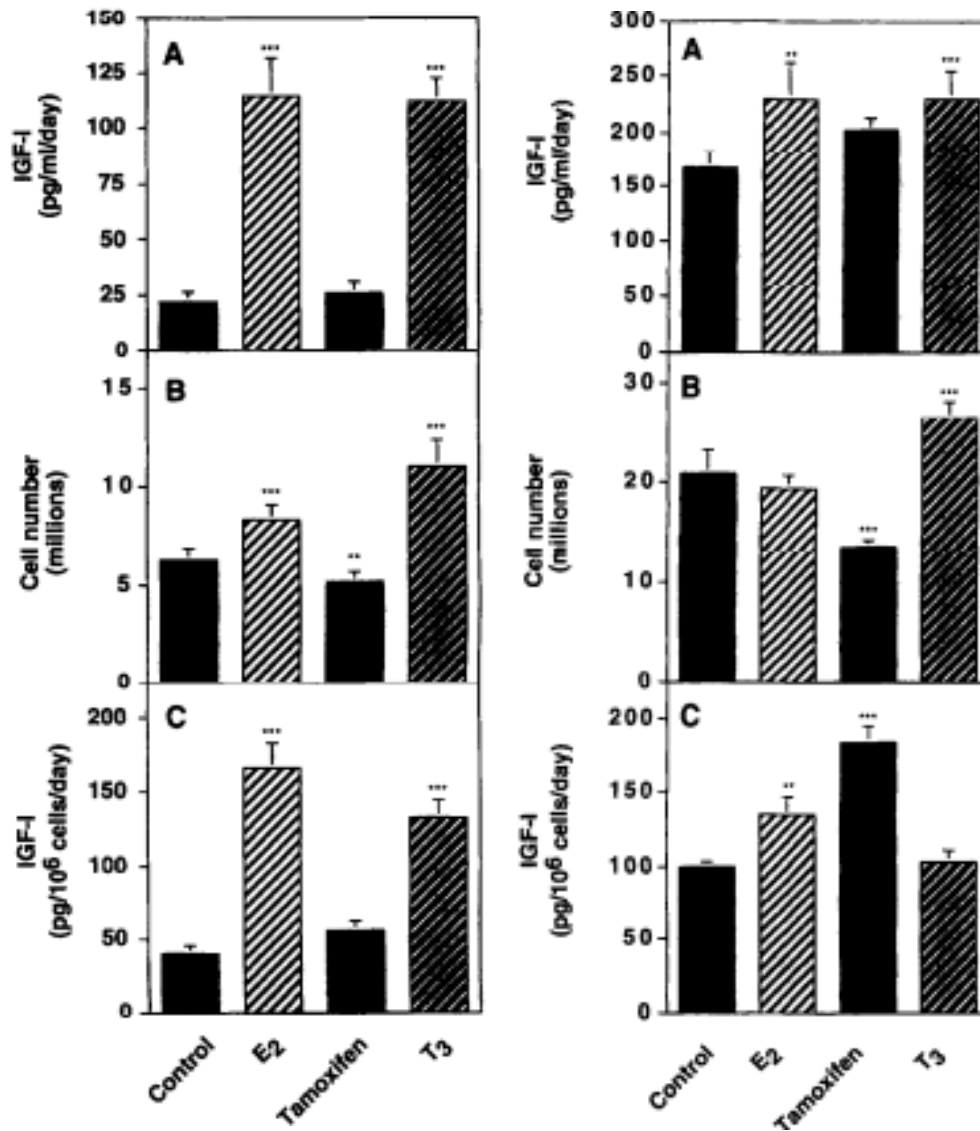 A
IGF-I
(pg/ml/day)
150
125
100
75
50
25
0
***
***
B
Cell number
(millions)
15
10
5
0
***
**
***
C
IGF-I
(pg/10⁶ cells/day)
200
150
100
50
0
***
***
Control
E₂
Tamoxifen
T₃
A
IGF-I
(pg/ml/day)
300
250
200
150
100
50
0
**
***
B
Cell number
(millions)
30
20
10
0
***
***
C
IGF-I
(pg/10⁶ cells/day)
200
150
100
50
0
**
***
Control
E₂
Tamoxifen
T₃